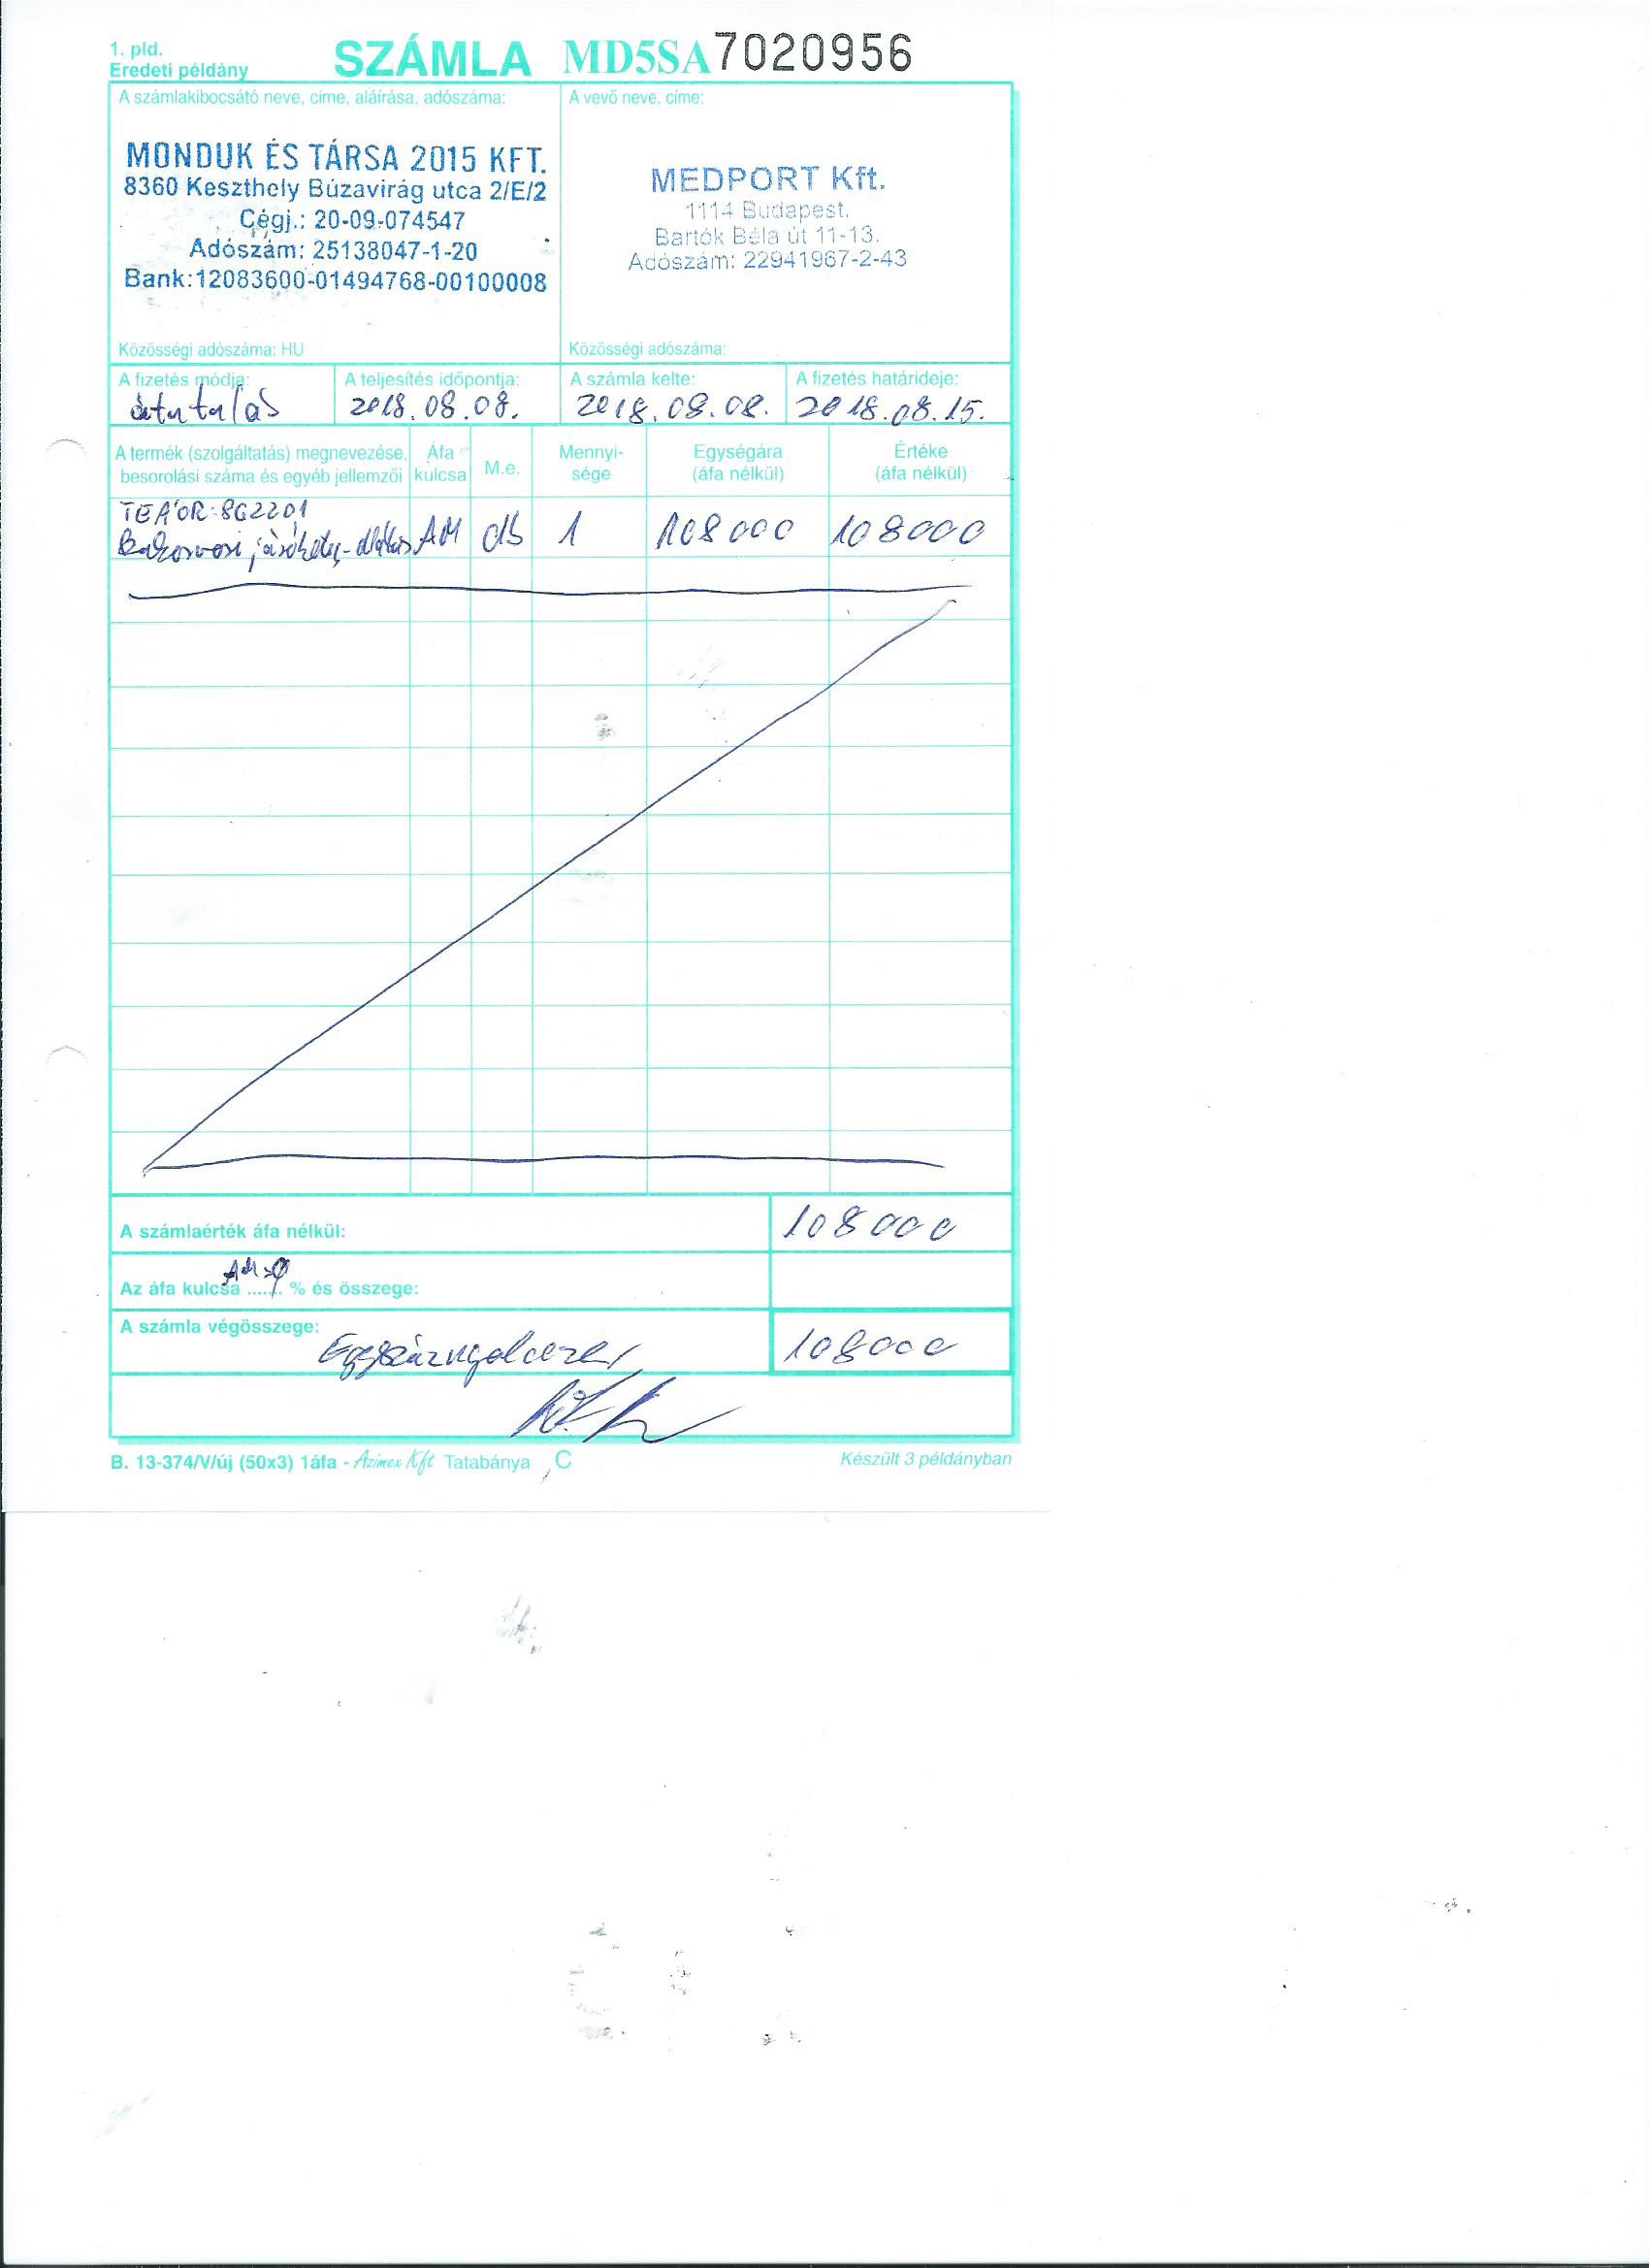 1. pld.
Eredeti példány
SZÁMLA MD5SA 7020956
A számlakibocsátó neve, címe, aláírása, adószáma:
MONDUK ÉS TÁRSA 2015 KFT.
8360 Keszthely Búzavirág utca 2/E/2
Cégj.: 20-09-074547
Adószám: 25138047-1-20
Bank:12083600-01494768-00100008
Közösségi adószáma: HU
A vevő neve, címe:
MEDPORT Kft.
1114 Budapest.
Bartók Béla út 11-13.
Adószám: 22941967-2-43
Közösségi adószáma:
A fizetés módja: A teljesítés időpontja: A számla kelte: A fizetés határideje:
átutalás 2018.08.08. 2018.08.08. 2018.08.15.
A termék (szolgáltatás) megnevezése, besorolási száma és egyéb jellemzői
Áfa kulcsa
M.e.
Mennyi-
sége
Egységára
(áfa nélkül)
Értéke
(áfa nélkül)
TEÁOR:862201
járóbeteg-ellátás AM db 1 108000 108000
A számlaérték áfa nélkül: 108000
AM=0
Az áfa kulcsa ...... % és összege:
A számla végösszege: Egyszáznyolcezer 108000
B. 13-374/V/új (50x3) 1áfa - Azimex Kft Tatabánya C
Készült 3 példányban